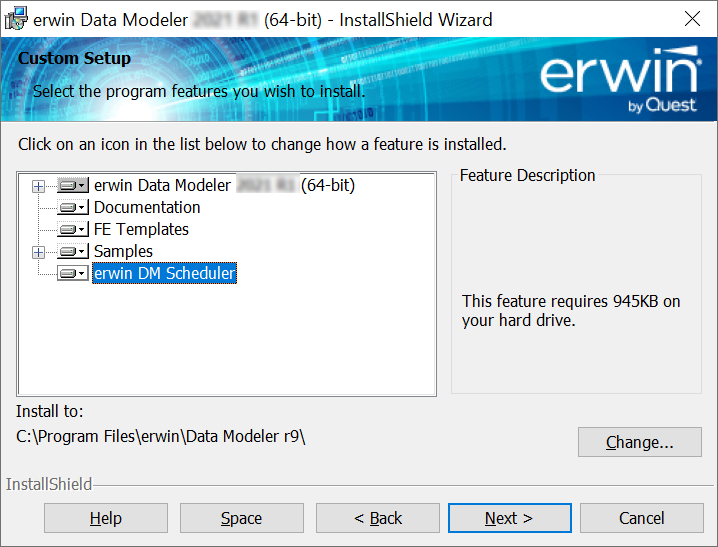 erwin Data Modeler (64-bit) - InstallShield Wizard
Custom Setup
Select the program features you wish to install.
erwin
by Quest
Click on an icon in the list below to change how a feature is installed.
erwin Data Modeler (64-bit)
Documentation
FE Templates
Samples
erwin DM Scheduler
Feature Description
This feature requires 945KB on
your hard drive.
Install to:
C:\Program Files\erwin\Data Modeler r9\
Change...
InstallShield
Help
Space
< Back
Next >
Cancel